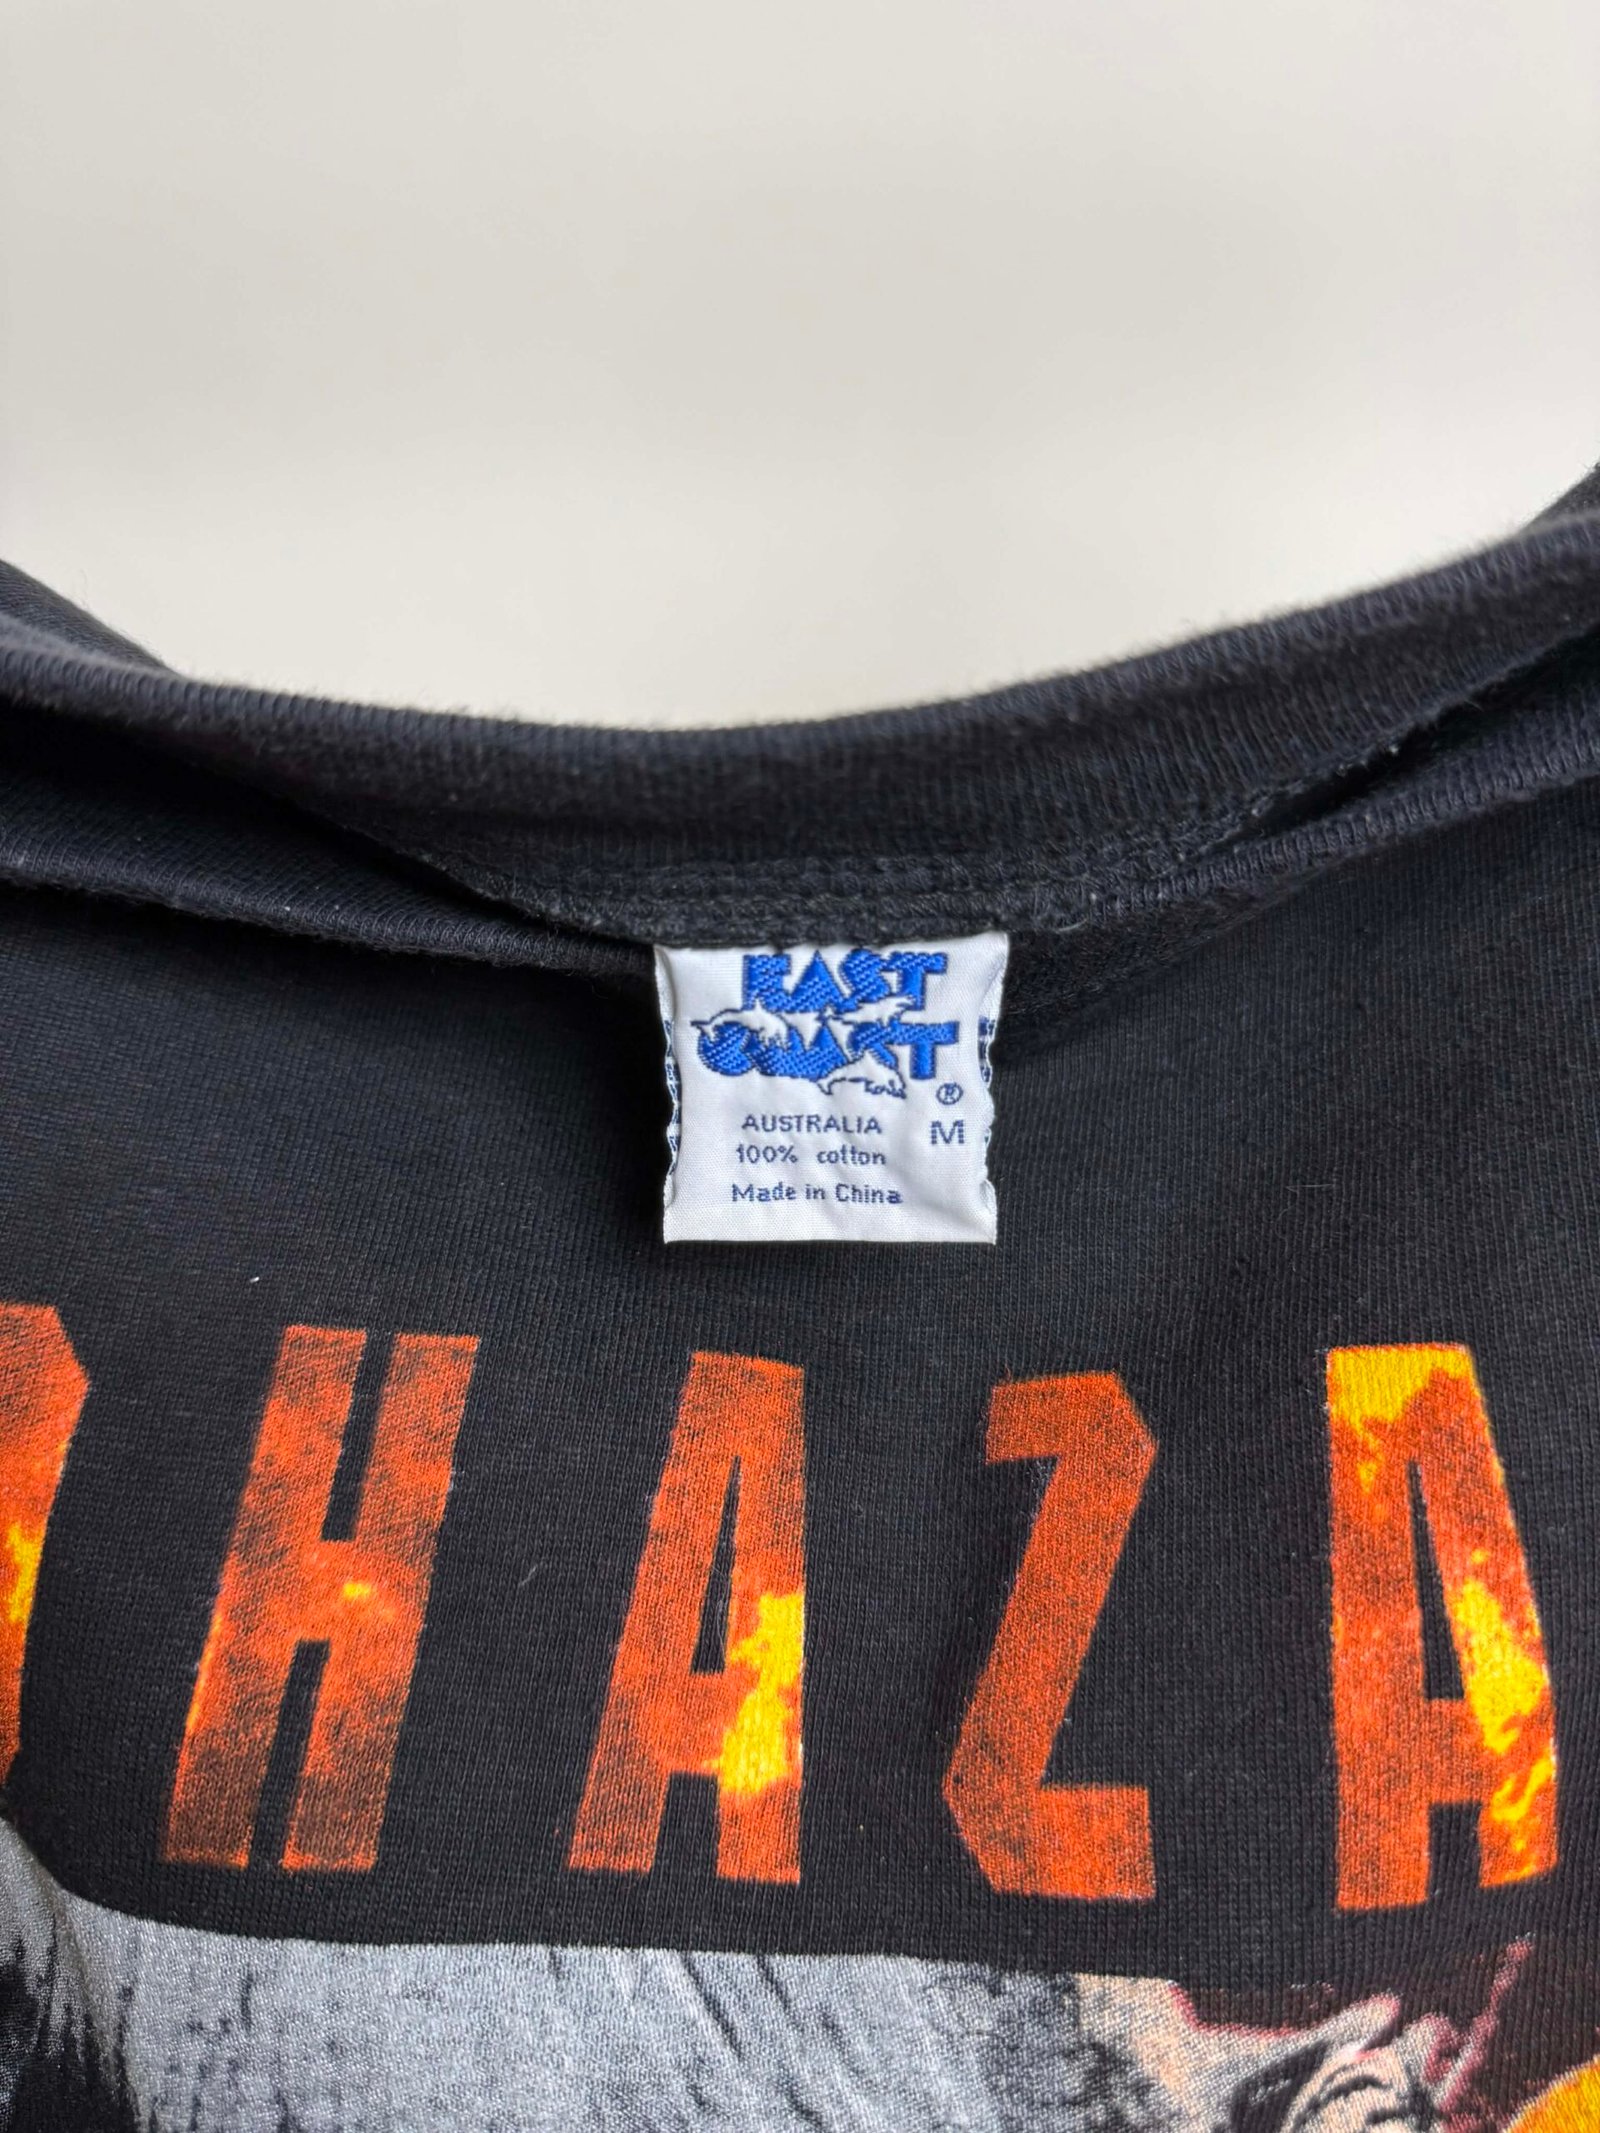 EAST
COAST
®
AUSTRALIA M
100% cotton
Made in China
HAZA